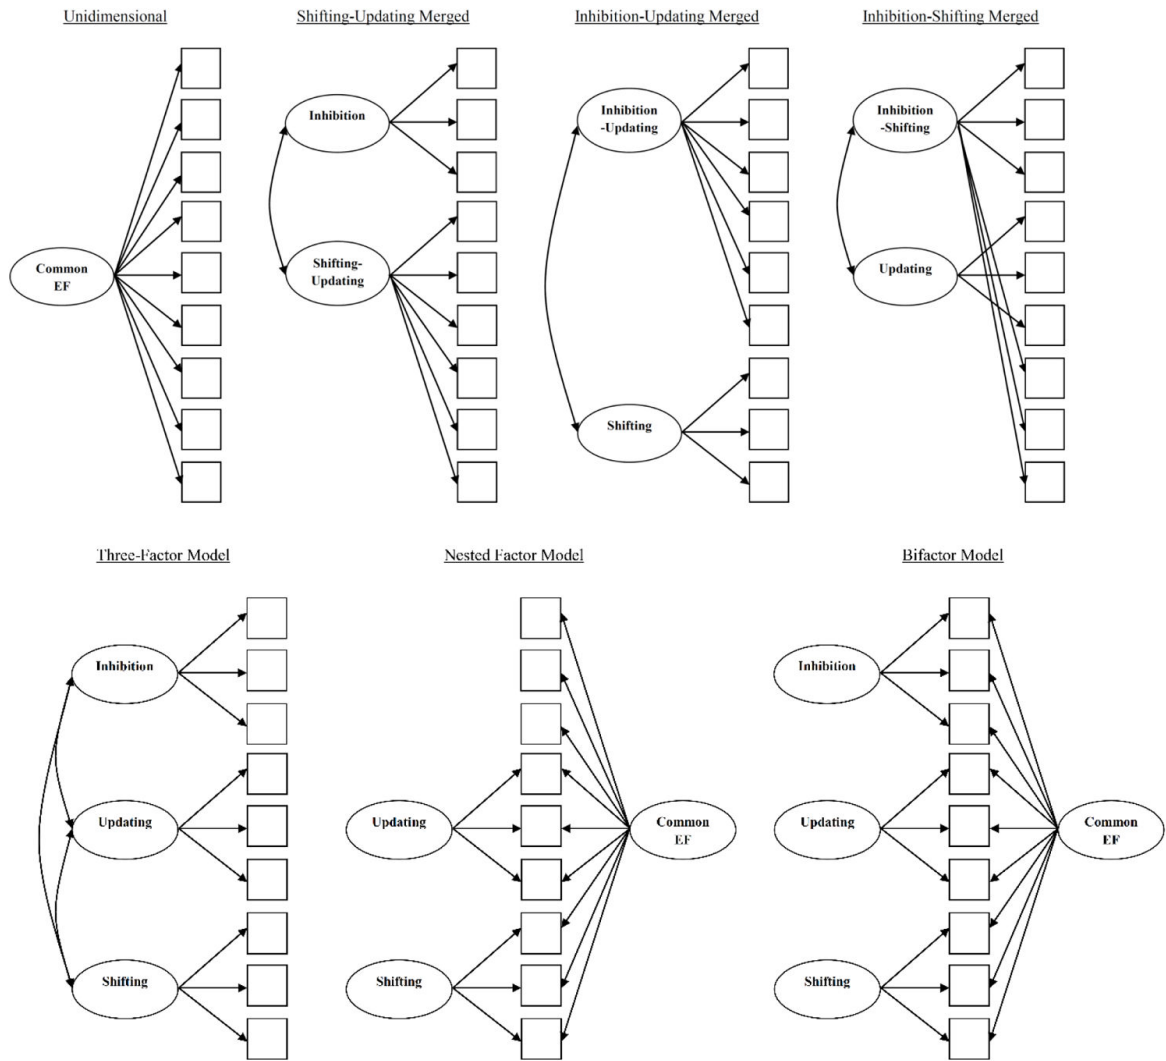 Unidimensional
Shifting-Updating Merged
Inhibition-Updating Merged
Inhibition-Shifting Merged
Common
EF
Inhibition
Shifting-
Updating
Inhibition
-Updating
Shifting
Inhibition
-Shifting
Updating
Three-Factor Model
Nested Factor Model
Bifactor Model
Inhibition
Updating
Shifting
Updating
Shifting
Common
EF
Inhibition
Updating
Shifting
Common
EF